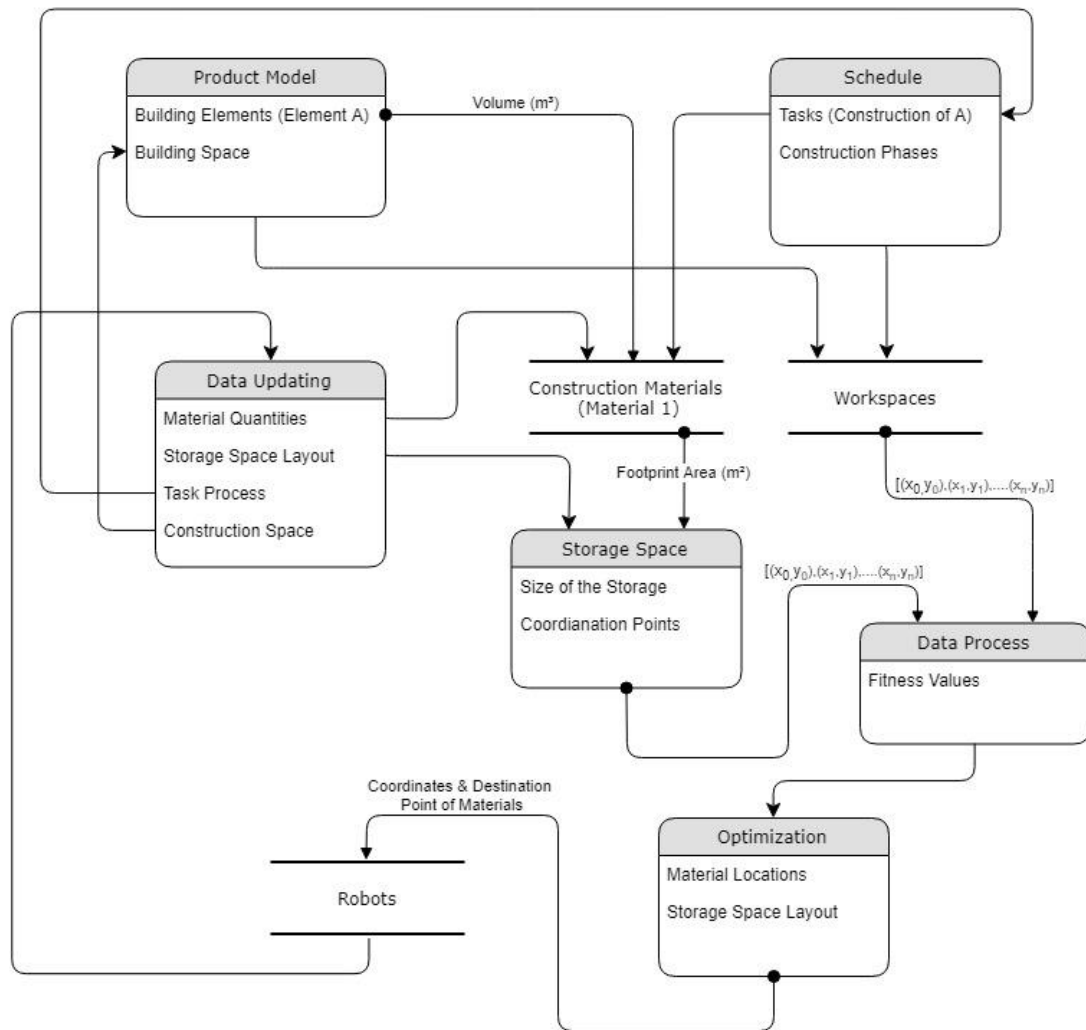 Product Model
Building Elements (Element A)
Building Space
Volume (m³)
Schedule
Tasks (Construction of A)
Construction Phases
Data Updating
Material Quantities
Storage Space Layout
Task Process
Construction Space
Construction Materials
(Material 1)
Workspaces
Footprint Area (m²)
[(x₀,y₀),(x₁,y₁),....(xₙ,yₙ)]
Storage Space
Size of the Storage
Coordianation Points
[(x₀,y₀),(x₁,y₁),....(xₙ,yₙ)]
Data Process
Fitness Values
Coordinates & Destination
Point of Materials
Optimization
Material Locations
Storage Space Layout
Robots